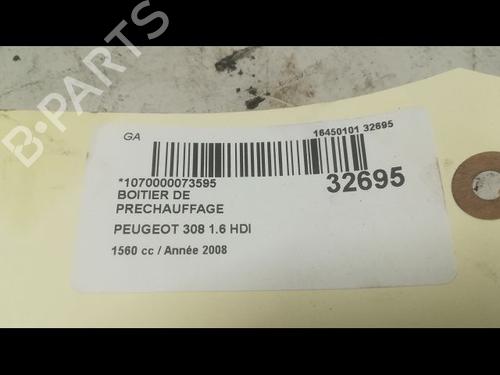 B-PARTS
GA
16450101 32695
*1070000073595
32695
BOITIER DE
PRECHAUFFAGE
PEUGEOT 308 1.6 HDI
1560 cc / Année 2008